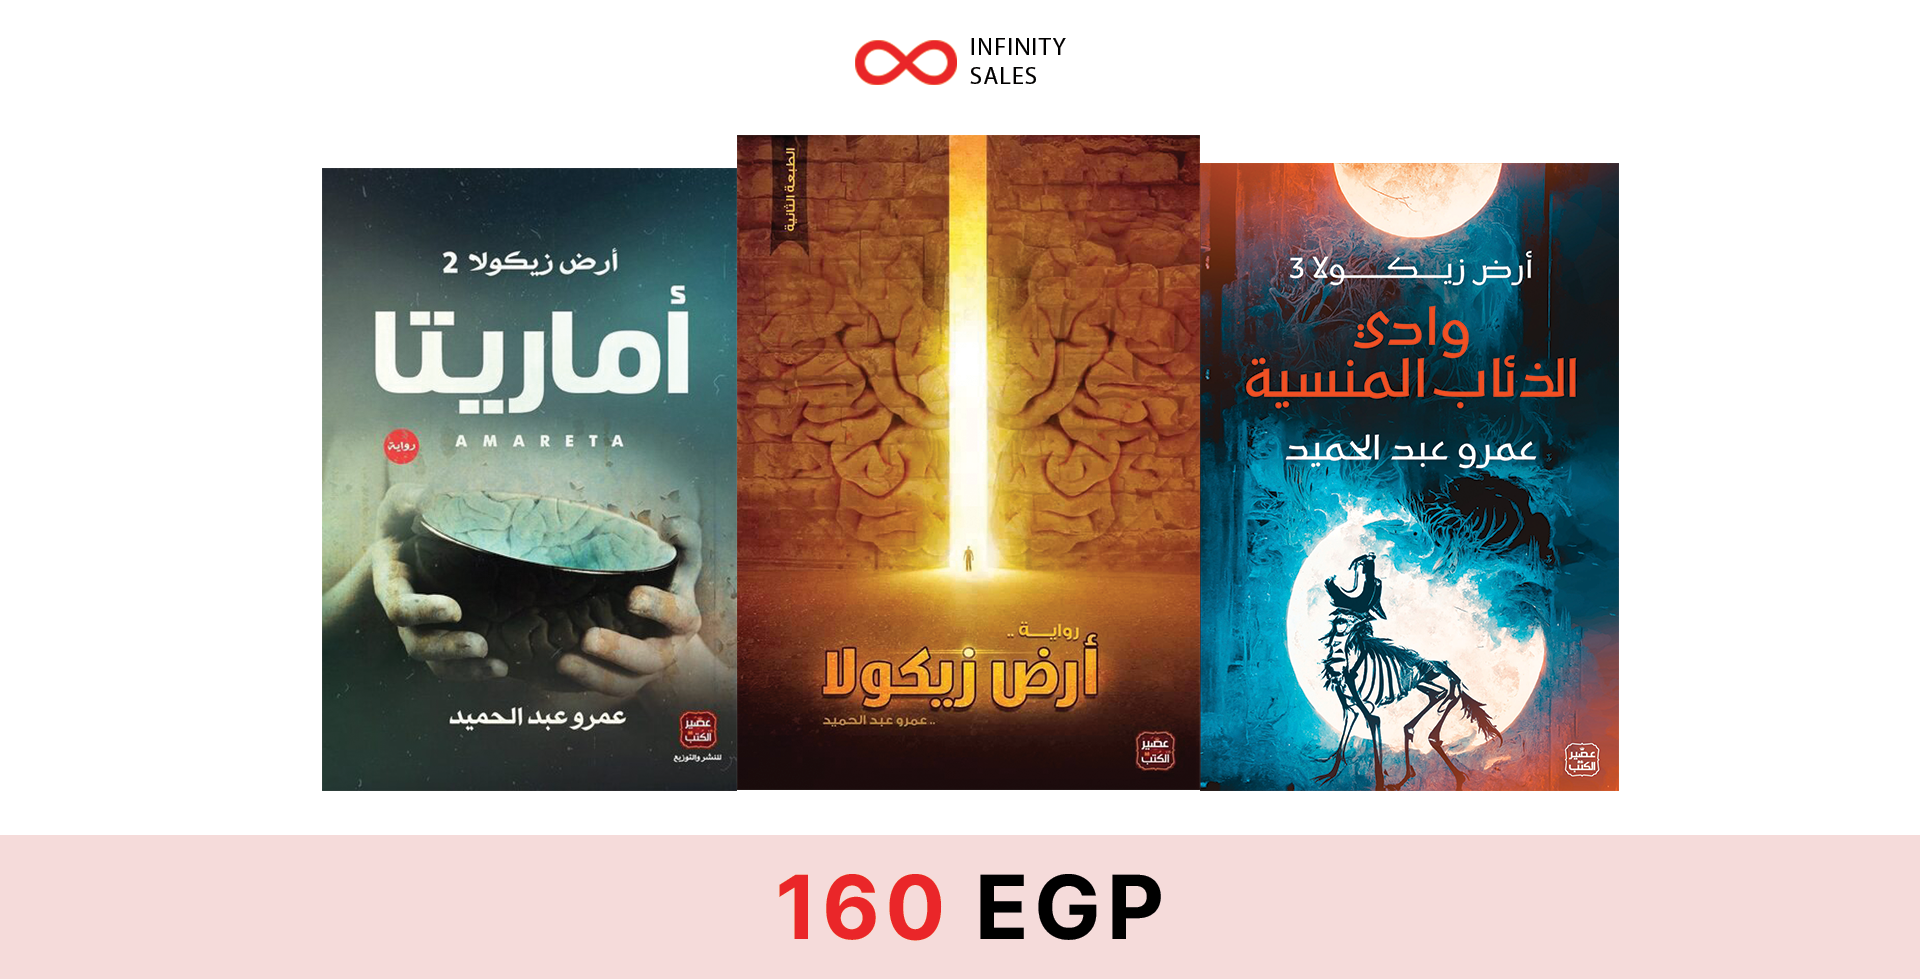 INFINITY
SALES
أرض زيكولا 2
أماريتا
AMARETA
رواية
عمرو عبد الحميد
عصير
الكتب
للنشر والتوزيع
الطبعة الثانية
رواية ..
أرض زيكولا
.. عمرو عبد الحميد
عصير
الكتب
أرض زيكولا 3
وادي
الذئاب المنسية
عمرو عبد الحميد
عصير
الكتب
160 EGP